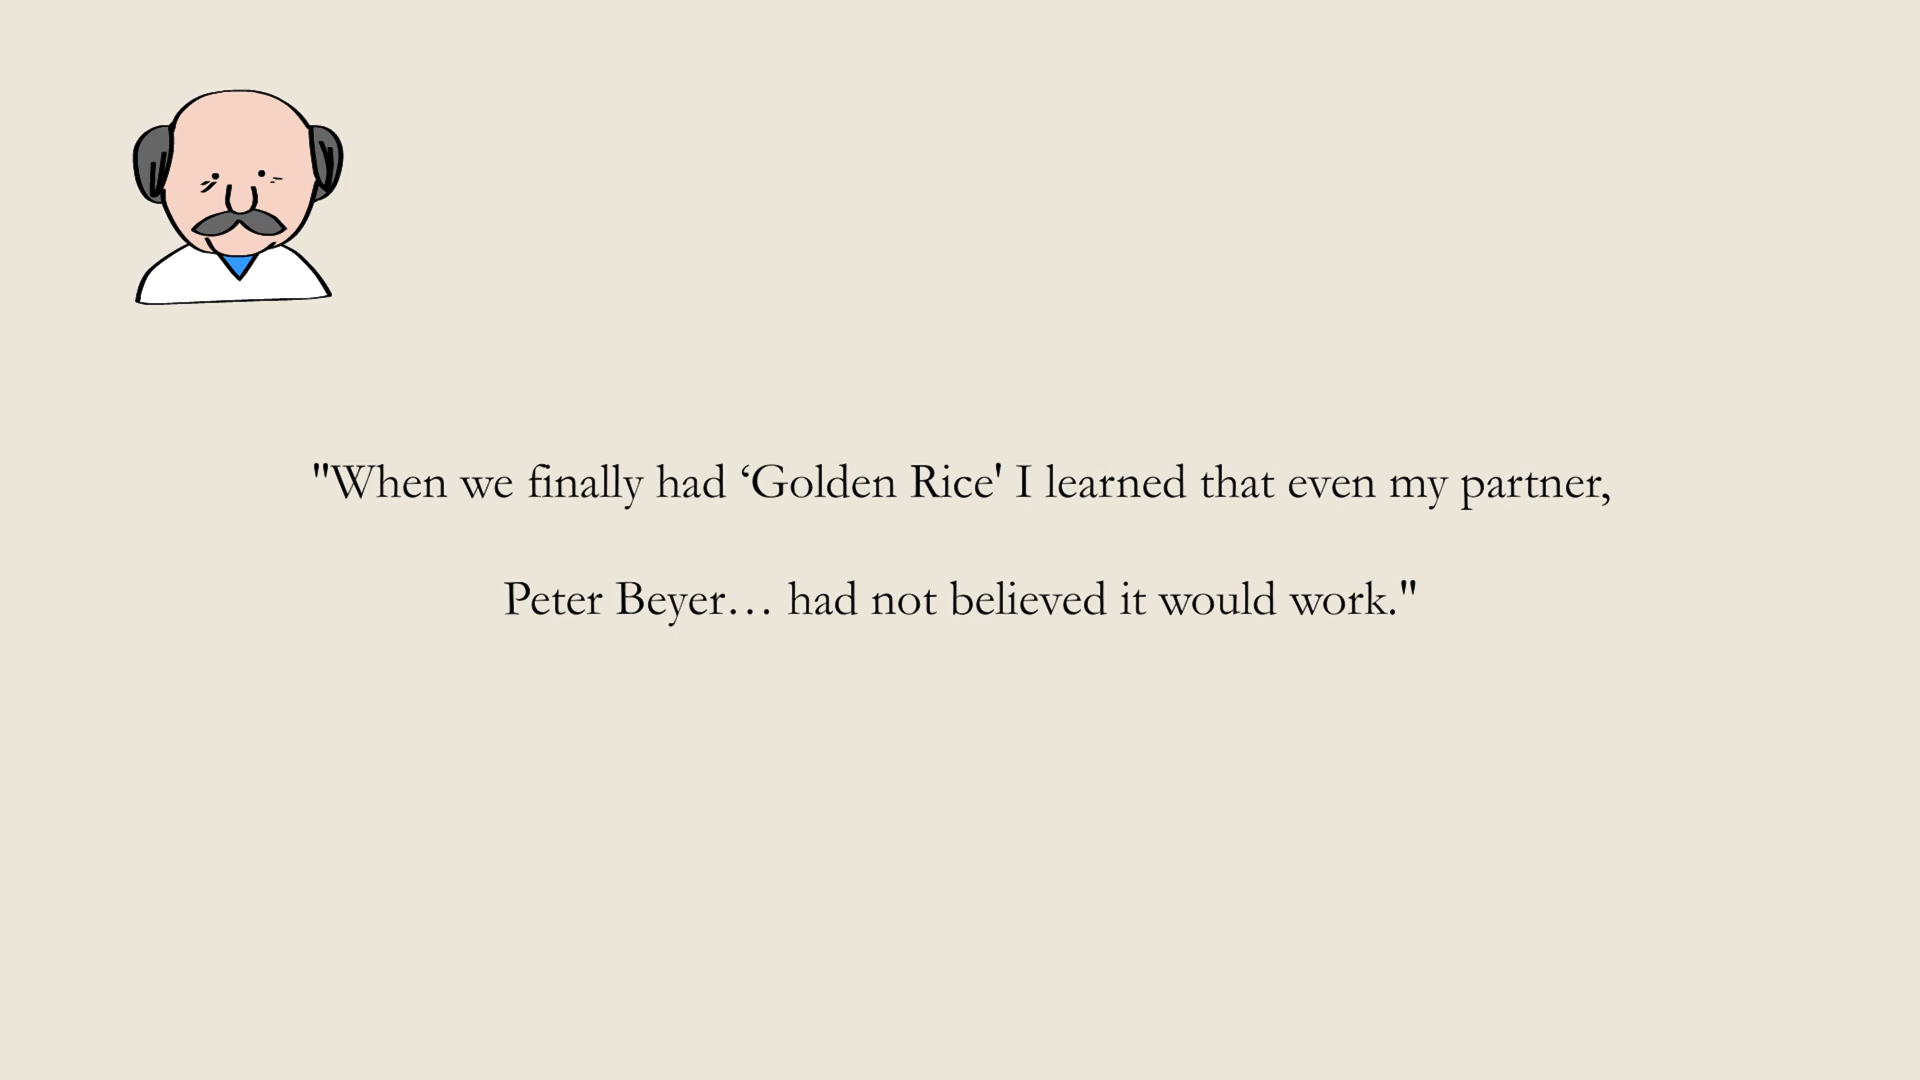 "When we finally had ‘Golden Rice' I learned that even my partner,
Peter Beyer… had not believed it would work."